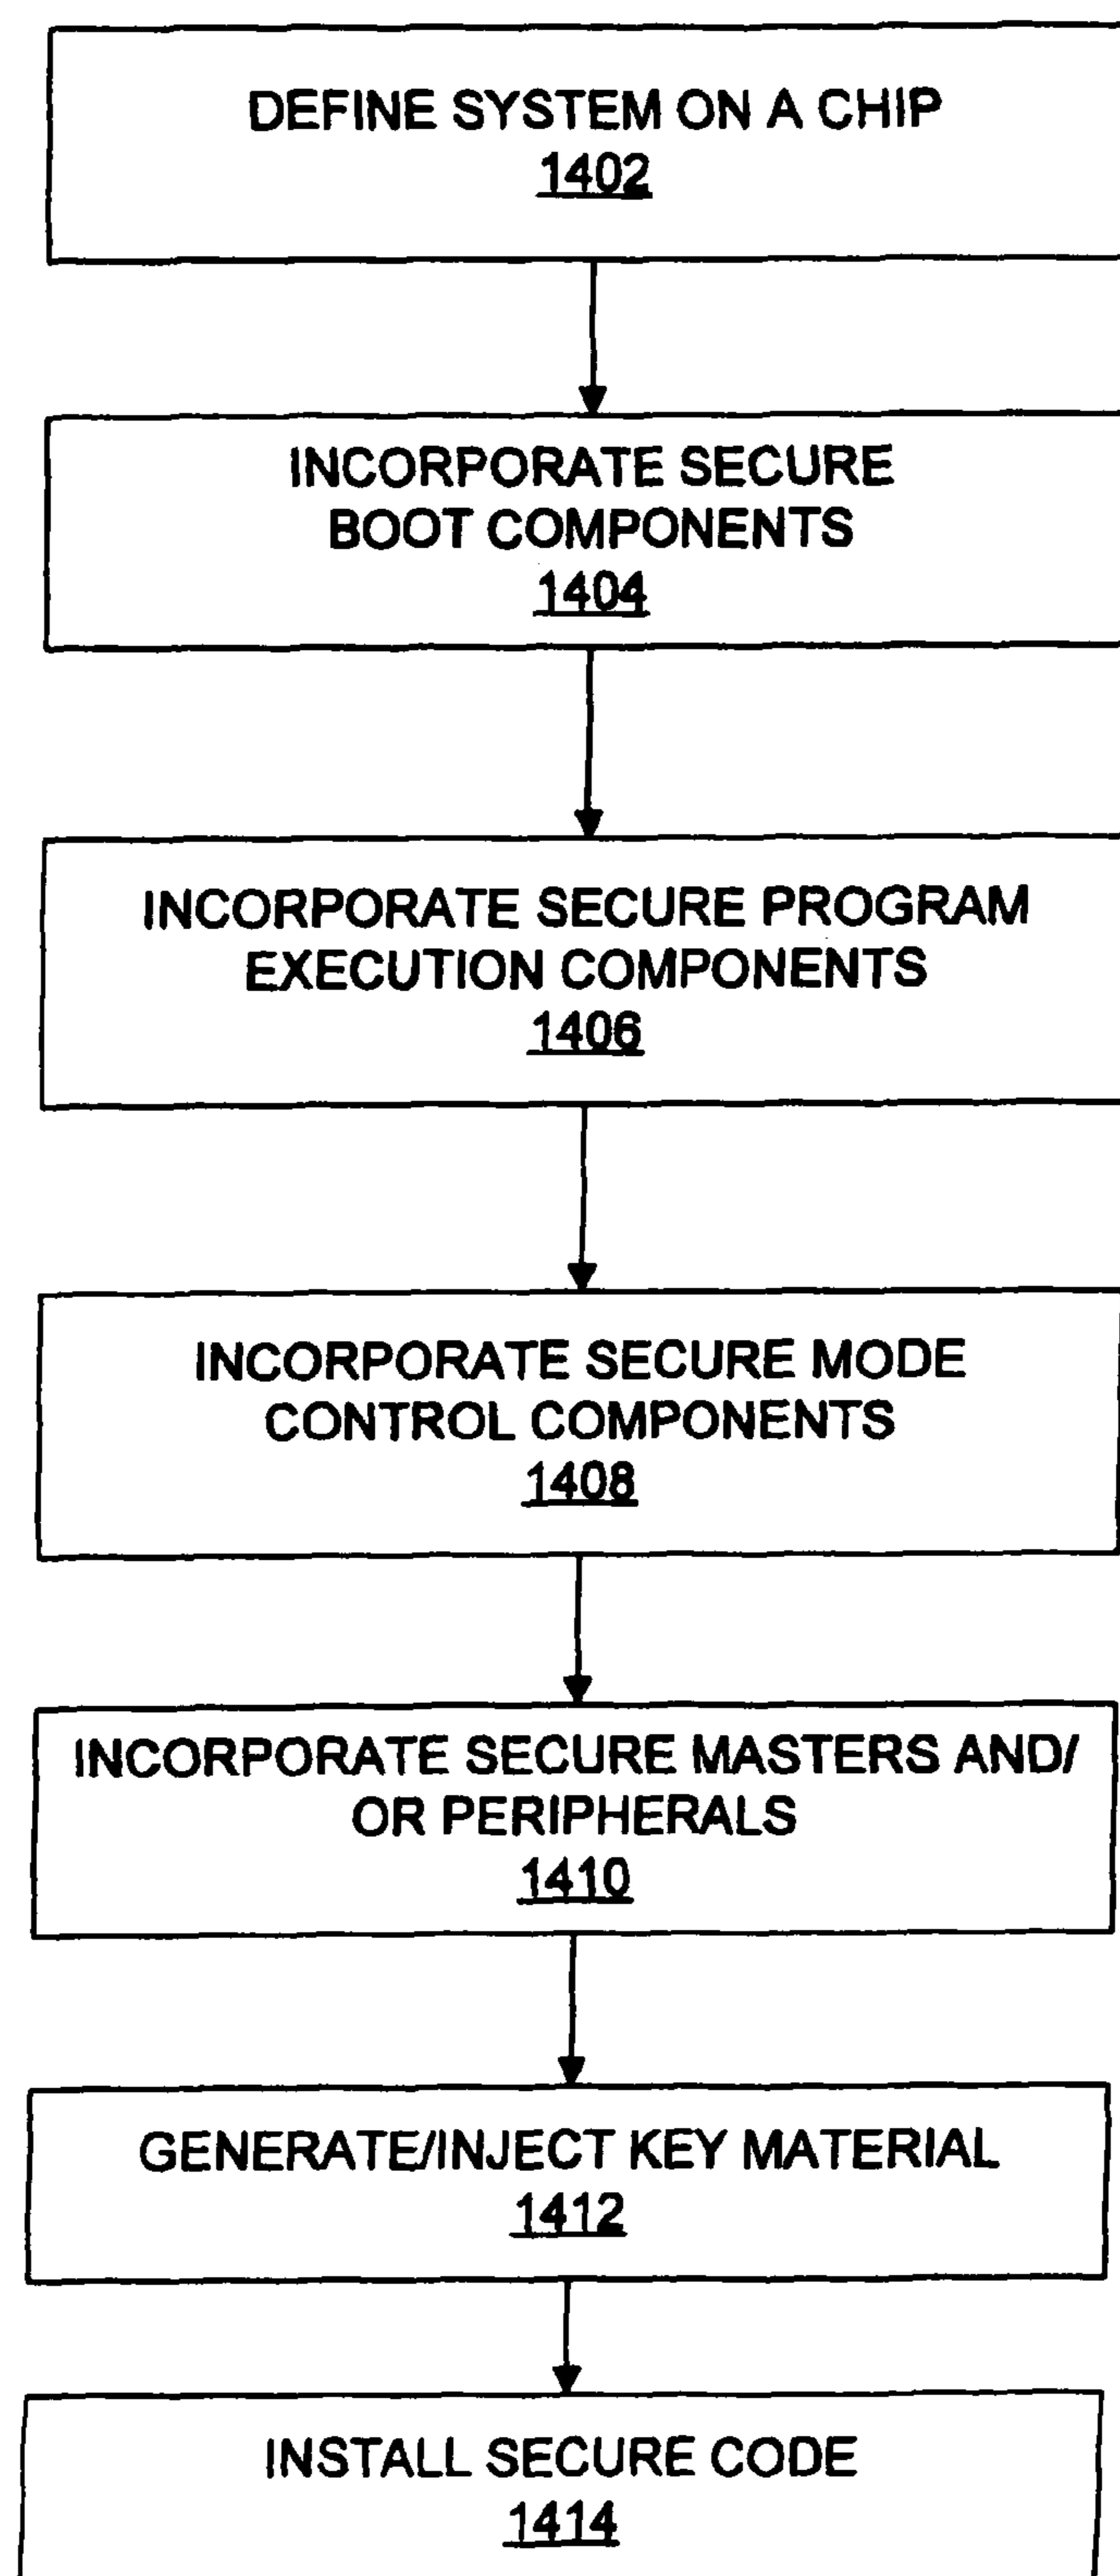 DEFINE SYSTEM ON A CHIP
1402
INCORPORATE SECURE
BOOT COMPONENTS
1404
INCORPORATE SECURE PROGRAM
EXECUTION COMPONENTS
1406
INCORPORATE SECURE MODE
CONTROL COMPONENTS
1408
INCORPORATE SECURE MASTERS AND/
OR PERIPHERALS
1410
GENERATE/INJECT KEY MATERIAL
1412
INSTALL SECURE CODE
1414